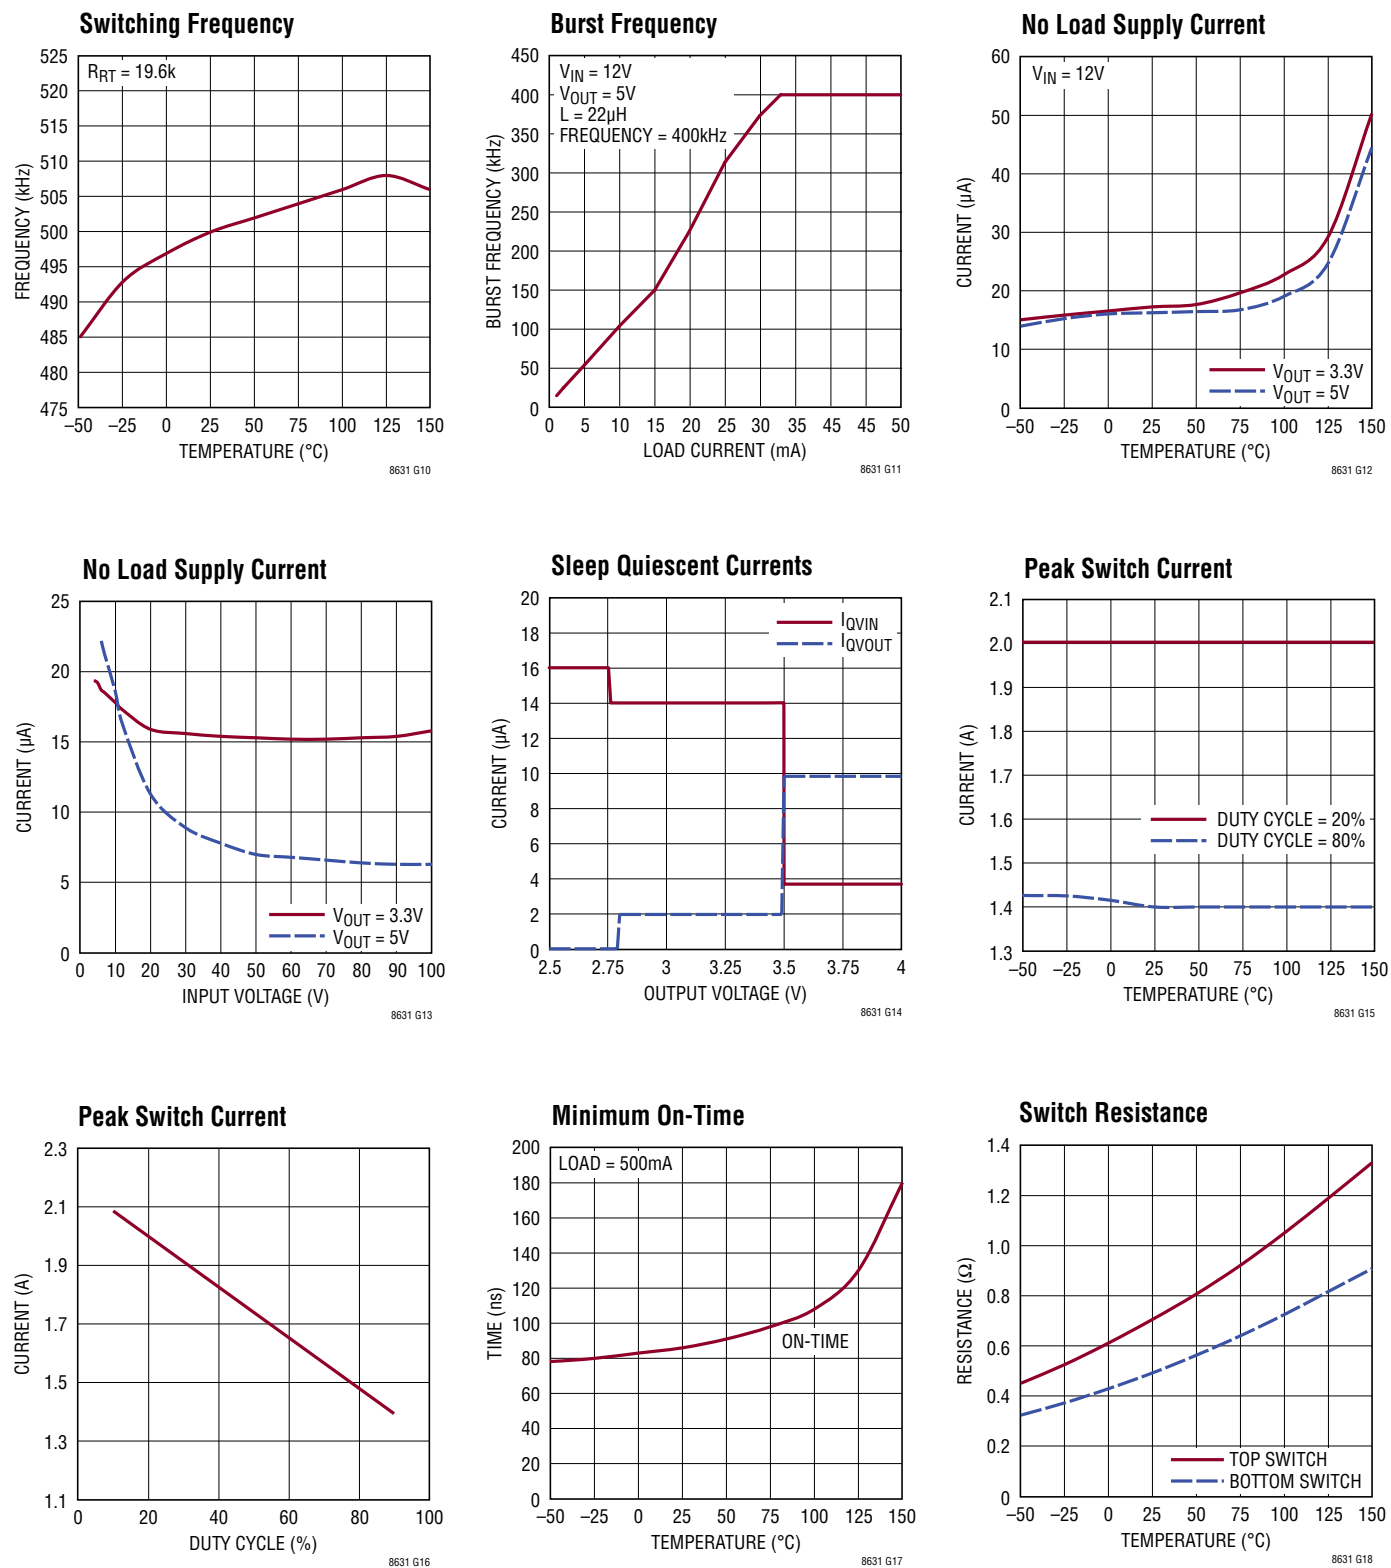 Switching Frequency
525
520
515
510
505
500
495
490
485
480
475
FREQUENCY (kHz)
RRT = 19.6k
–50 –25 0 25 50 75 100 125 150
TEMPERATURE (°C)
8631 G10
Burst Frequency
450
400
350
300
250
200
150
100
50
0
BURST FREQUENCY (kHz)
VIN = 12V
VOUT = 5V
L = 22µH
FREQUENCY = 400kHz
0 5 10 15 20 25 30 35 45 45 50
LOAD CURRENT (mA)
8631 G11
No Load Supply Current
60
50
40
30
20
10
0
CURRENT (µA)
VIN = 12V
VOUT = 3.3V
VOUT = 5V
–50 –25 0 25 50 75 100 125 150
TEMPERATURE (°C)
8631 G12
No Load Supply Current
25
20
15
10
5
0
CURRENT (µA)
VOUT = 3.3V
VOUT = 5V
0 10 20 30 40 50 60 70 80 90 100
INPUT VOLTAGE (V)
8631 G13
Sleep Quiescent Currents
20
18
16
14
12
10
8
6
4
2
0
CURRENT (µA)
IQVIN
IQVOUT
2.5 2.75 3 3.25 3.5 3.75 4
OUTPUT VOLTAGE (V)
8631 G14
Peak Switch Current
2.1
2.0
1.9
1.8
1.7
1.6
1.5
1.4
1.3
CURRENT (A)
DUTY CYCLE = 20%
DUTY CYCLE = 80%
–50 –25 0 25 50 75 100 125 150
TEMPERATURE (°C)
8631 G15
Peak Switch Current
2.3
2.1
1.9
1.7
1.5
1.3
1.1
CURRENT (A)
0 20 40 60 80 100
DUTY CYCLE (%)
8631 G16
Minimum On-Time
200
180
160
140
120
100
80
60
40
20
0
TIME (ns)
LOAD = 500mA
ON-TIME
–50 –25 0 25 50 75 100 125 150
TEMPERATURE (°C)
8631 G17
Switch Resistance
1.4
1.2
1.0
0.8
0.6
0.4
0.2
0
RESISTANCE (Ω)
TOP SWITCH
BOTTOM SWITCH
–50 –25 0 25 50 75 100 125 150
TEMPERATURE (°C)
8631 G18